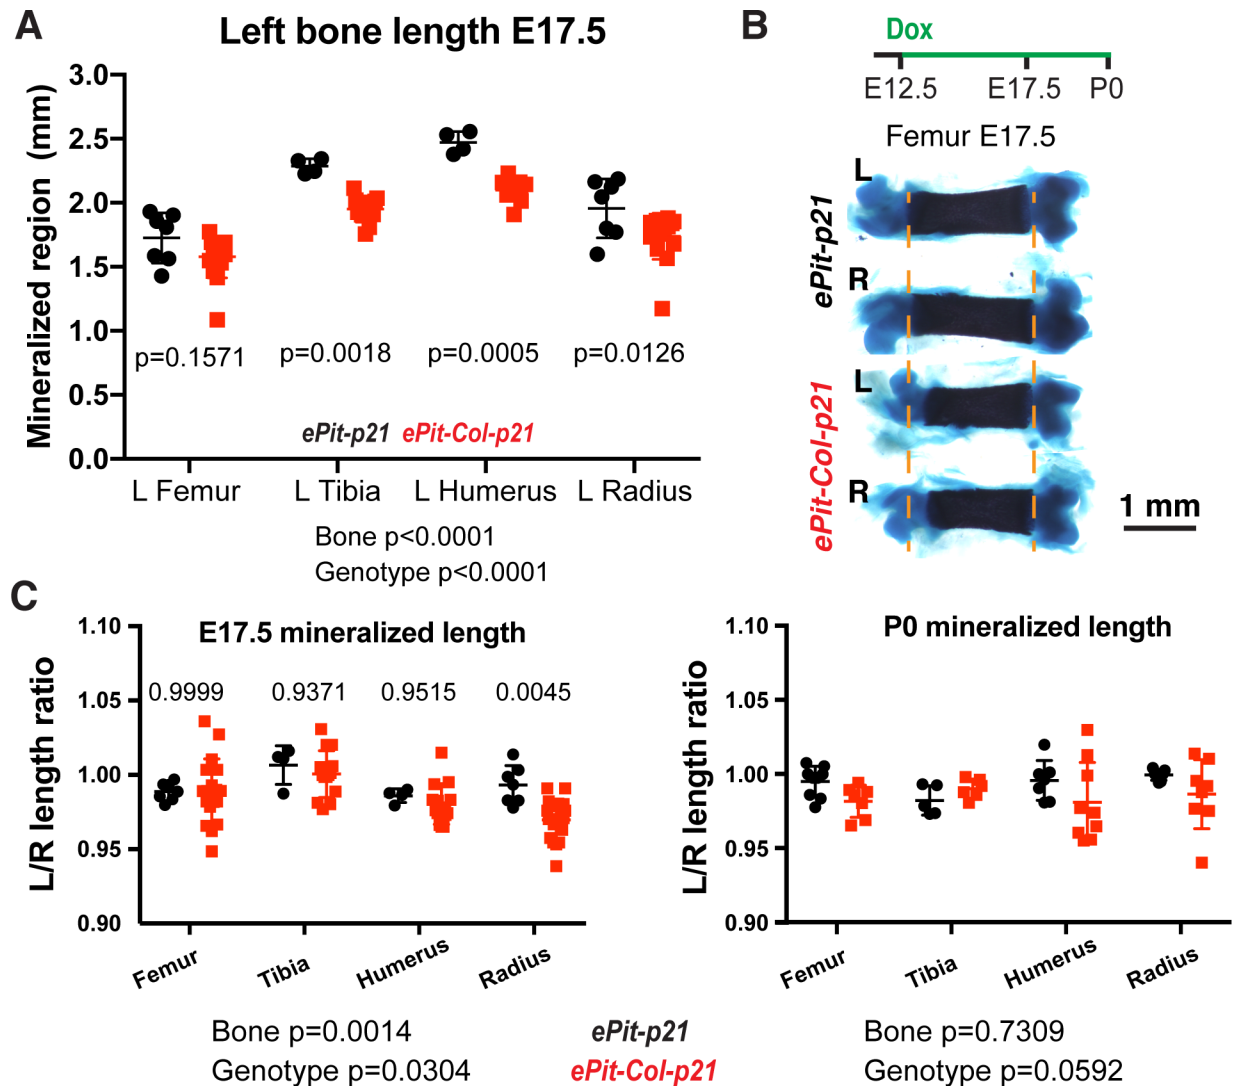 A
Left bone length E17.5
Mineralized region (mm)
3.0
2.5
2.0
1.5
1.0
0.5
0.0
p=0.1571
p=0.0018
p=0.0005
p=0.0126
ePit-p21 ePit-Col-p21
L Femur
L Tibia
L Humerus
L Radius
Bone p<0.0001
Genotype p<0.0001
B
Dox
E12.5
E17.5
P0
Femur E17.5
ePit-p21
L
R
ePit-Col-p21
L
R
1 mm
C
E17.5 mineralized length
L/R length ratio
1.10
1.05
1.00
0.95
0.90
0.9999
0.9371
0.9515
0.0045
Femur
Tibia
Humerus
Radius
Bone p=0.0014
Genotype p=0.0304
ePit-p21
ePit-Col-p21
P0 mineralized length
L/R length ratio
1.10
1.05
1.00
0.95
0.90
Femur
Tibia
Humerus
Radius
Bone p=0.7309
Genotype p=0.0592